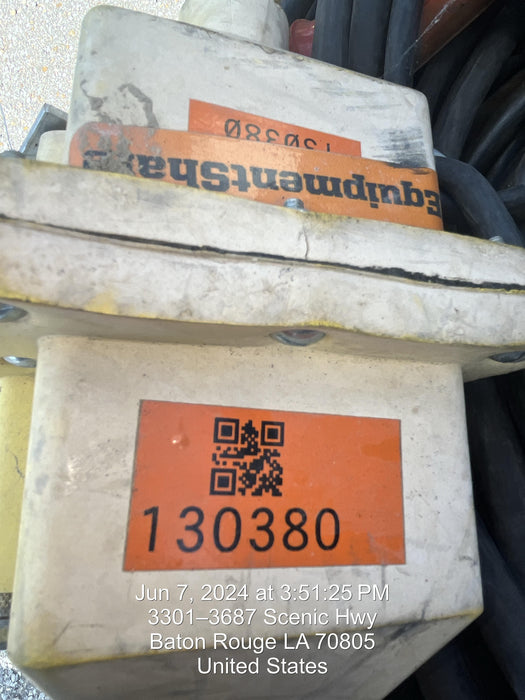 130380
EquipmentSha
130380
Jun 7, 2024 at 3:51:25 PM
3301–3687 Scenic Hwy
Baton Rouge LA 70805
United States